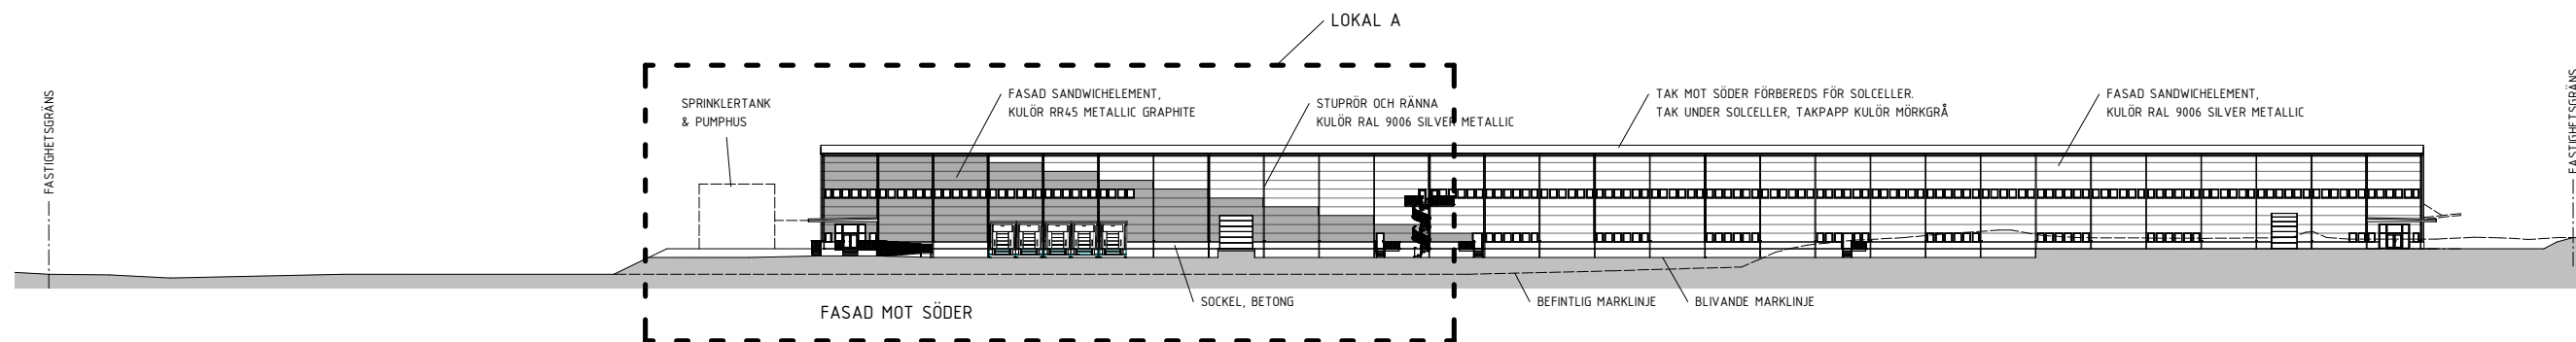 LOKAL A
FASTIGHETSGRÄNS
SPRINKLERTANK
& PUMPHUS
FASAD SANDWICHELEMENT,
KULÖR RR45 METALLIC GRAPHITE
STUPRÖR OCH RÄNNA
KULÖR RAL 9006 SILVER METALLIC
TAK MOT SÖDER FÖRBEREDS FÖR SOLCELLER.
TAK UNDER SOLCELLER, TAKPAPP KULÖR MÖRKGRÅ
FASAD SANDWICHELEMENT,
KULÖR RAL 9006 SILVER METALLIC
FASTIGHETSGRÄNS
SOCKEL, BETONG
BEFINTLIG MARKLINJE
BLIVANDE MARKLINJE
FASAD MOT SÖDER